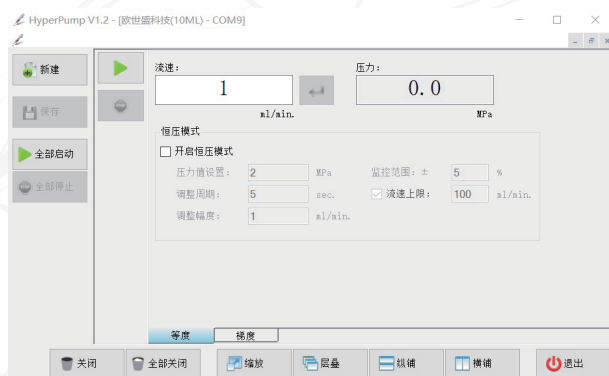 HyperPump V1.2 - [欧世盛科技(10ML) - COM9]
新建
保存
全部启动
全部停止
流速： 压力：
1 0.0
ml/min. MPa
恒压模式
开启恒压模式
压力值设置： 2 MPa 监控范围：± 5 %
调整周期： 5 sec. 流速上限： 100 ml/min.
调整幅度： 1 ml/min.
等度 梯度
关闭 全部关闭 缩放 层叠 纵铺 横铺 退出